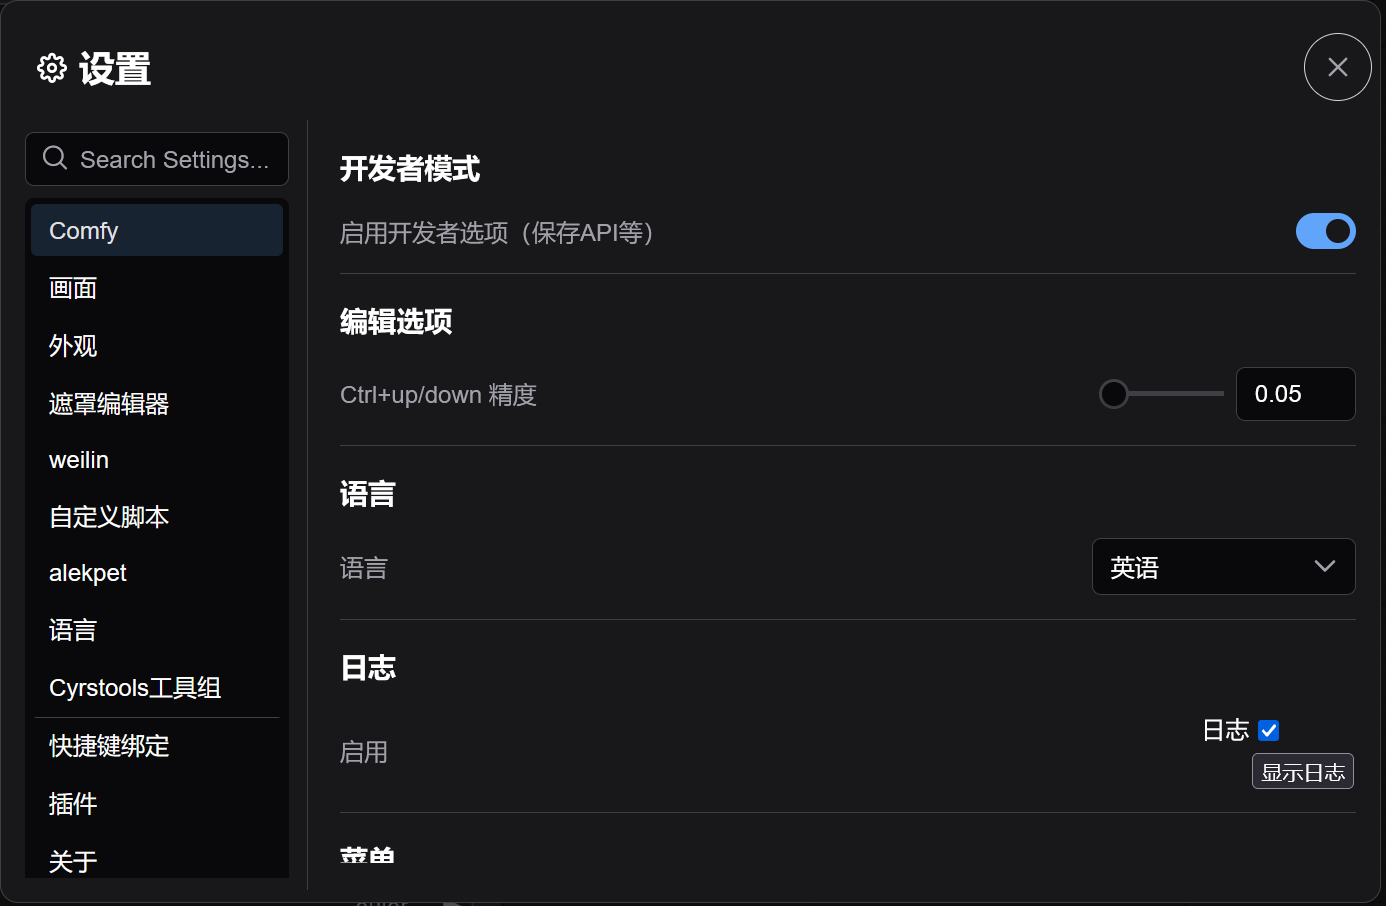 设置
Search Settings...
Comfy
画面
外观
遮罩编辑器
weilin
自定义脚本
alekpet
语言
Cyrstools工具组
快捷键绑定
插件
关于
开发者模式
启用开发者选项（保存API等）
编辑选项
Ctrl+up/down 精度
0.05
语言
语言
英语
日志
启用
日志
显示日志
菜单